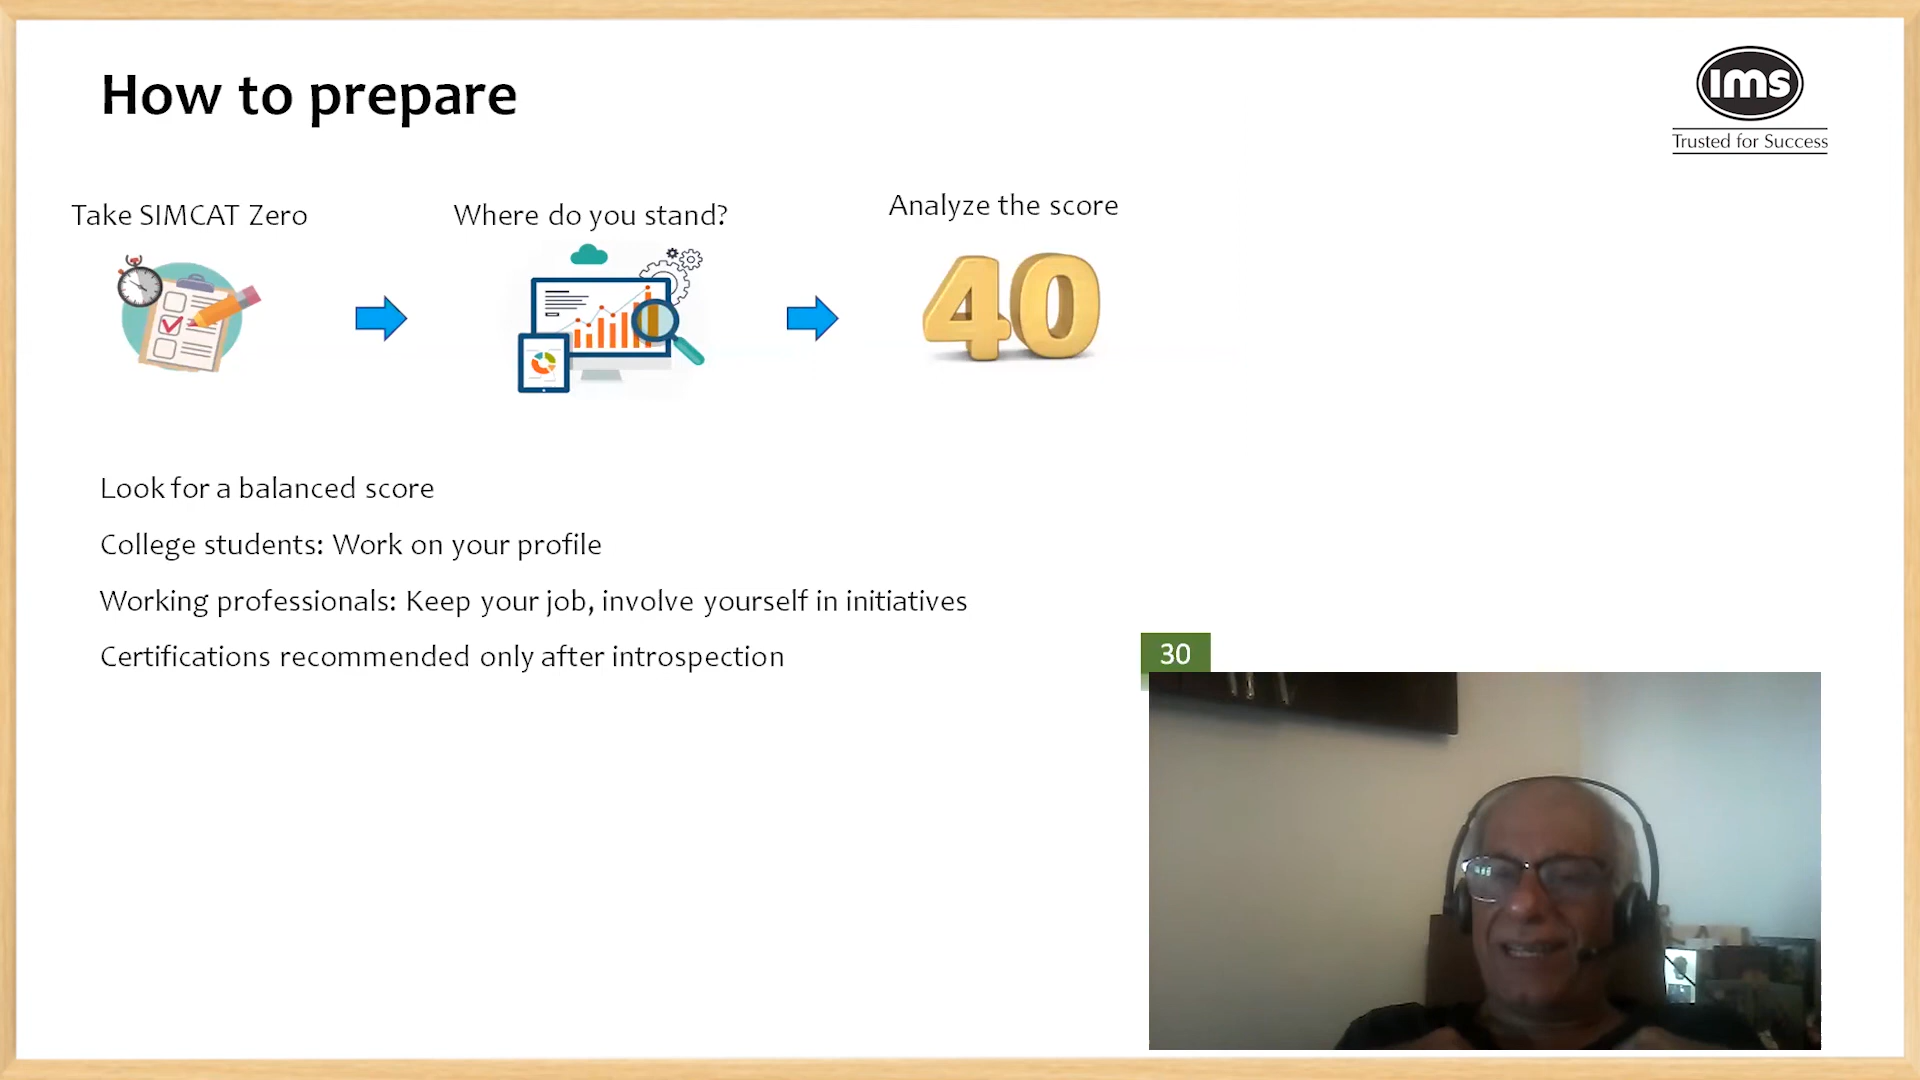 How to prepare
ims
Trusted for Success
Take SIMCAT Zero
Where do you stand?
Analyze the score
40
Look for a balanced score
College students: Work on your profile
Working professionals: Keep your job, involve yourself in initiatives
Certifications recommended only after introspection
30